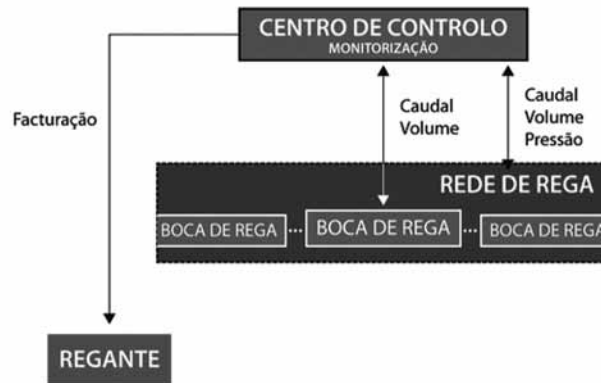 CENTRO DE CONTROLO
MONITORIZAÇÃO
Facturação
Caudal
Volume
Caudal
Volume
Pressão
REDE DE REGA
BOCA DE REGA ... BOCA DE REGA ... BOCA DE REGA
REGANTE